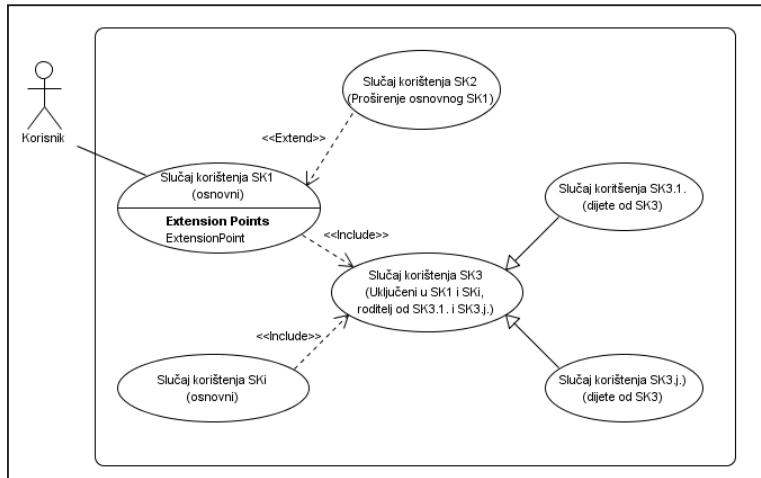 Slučaj korištenja SK2
(Proširenje osnovnog SK1)
Korisnik
<<Extend>>
Slučaj korištenja SK1
(osnovni)
Extension Points
ExtensionPoint
<<Include>>
Slučaj koritšenja SK3.1.
(dijete od SK3)
Slučaj korištenja SK3
(Uključeni u SK1 i SKi,
roditelj od SK3.1. i SK3.j.)
<<Include>>
Slučaj korištenja SKi
(osnovni)
Slučaj korištenja SK3.j.)
(dijete od SK3)